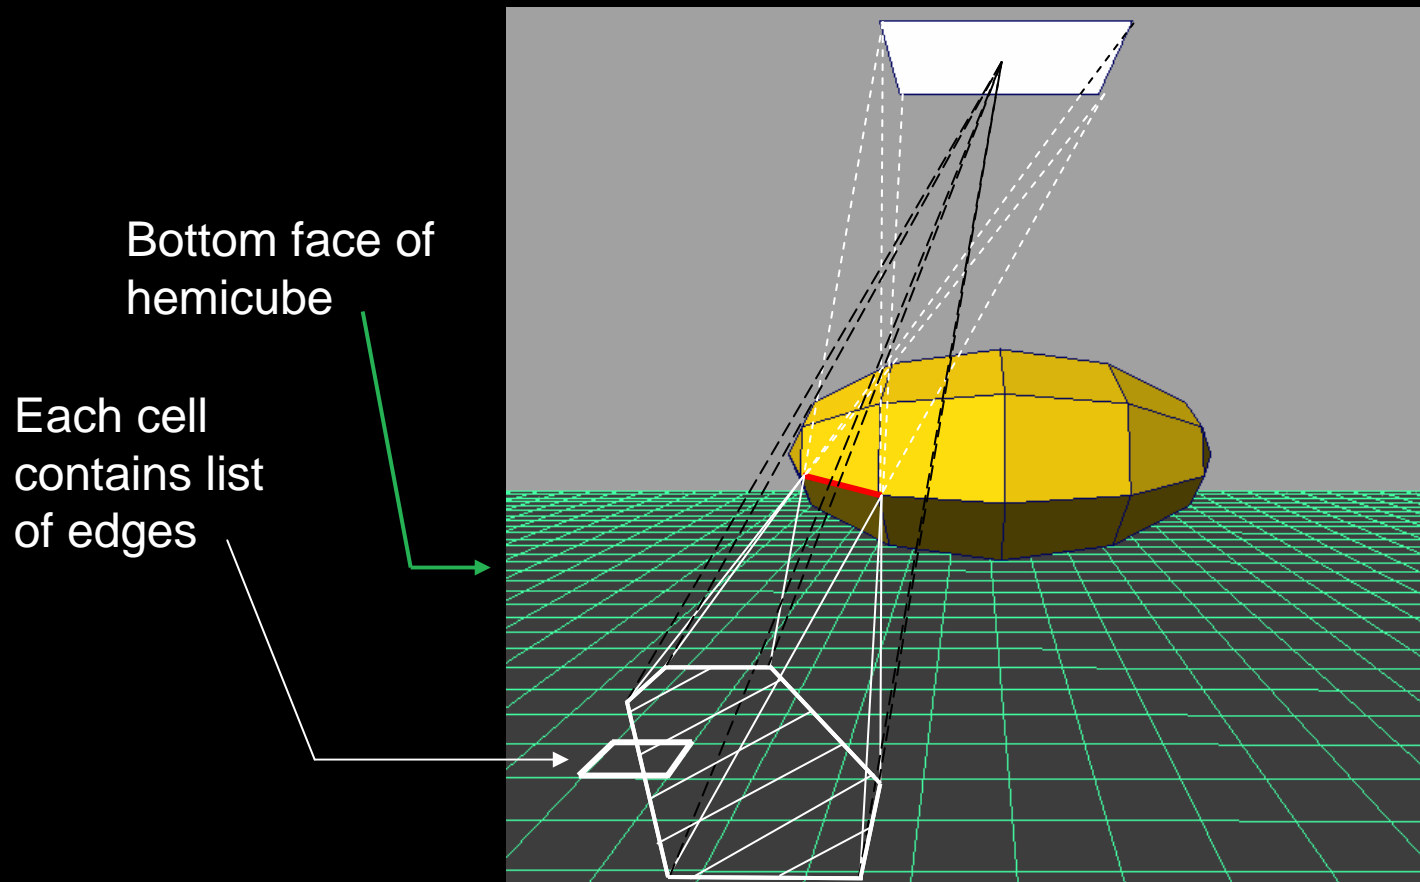 Bottom face of
hemicube
Each cell
contains list
of edges